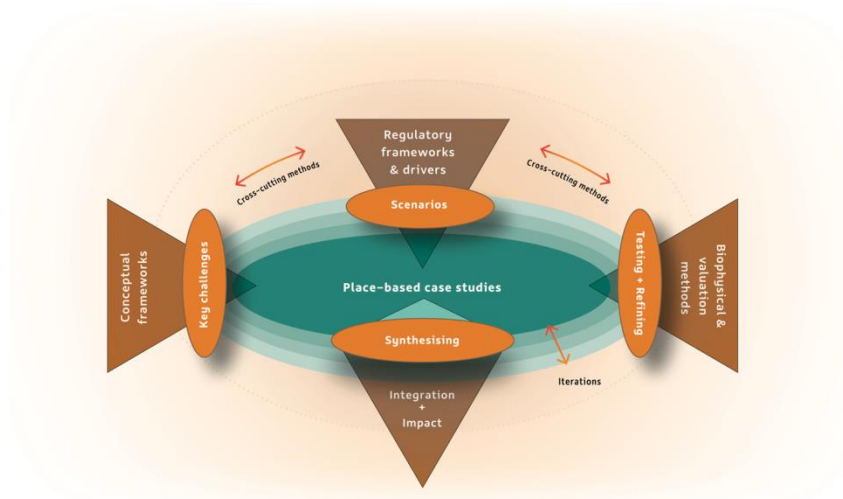 Regulatory
frameworks
& drivers
Cross-cutting methods
Cross-cutting methods
Scenarios
Conceptual
frameworks
Key challenges
Place-based case studies
Testing + Refining
Biophysical &
valuation
methods
Synthesising
Iterations
Integration
+
Impact